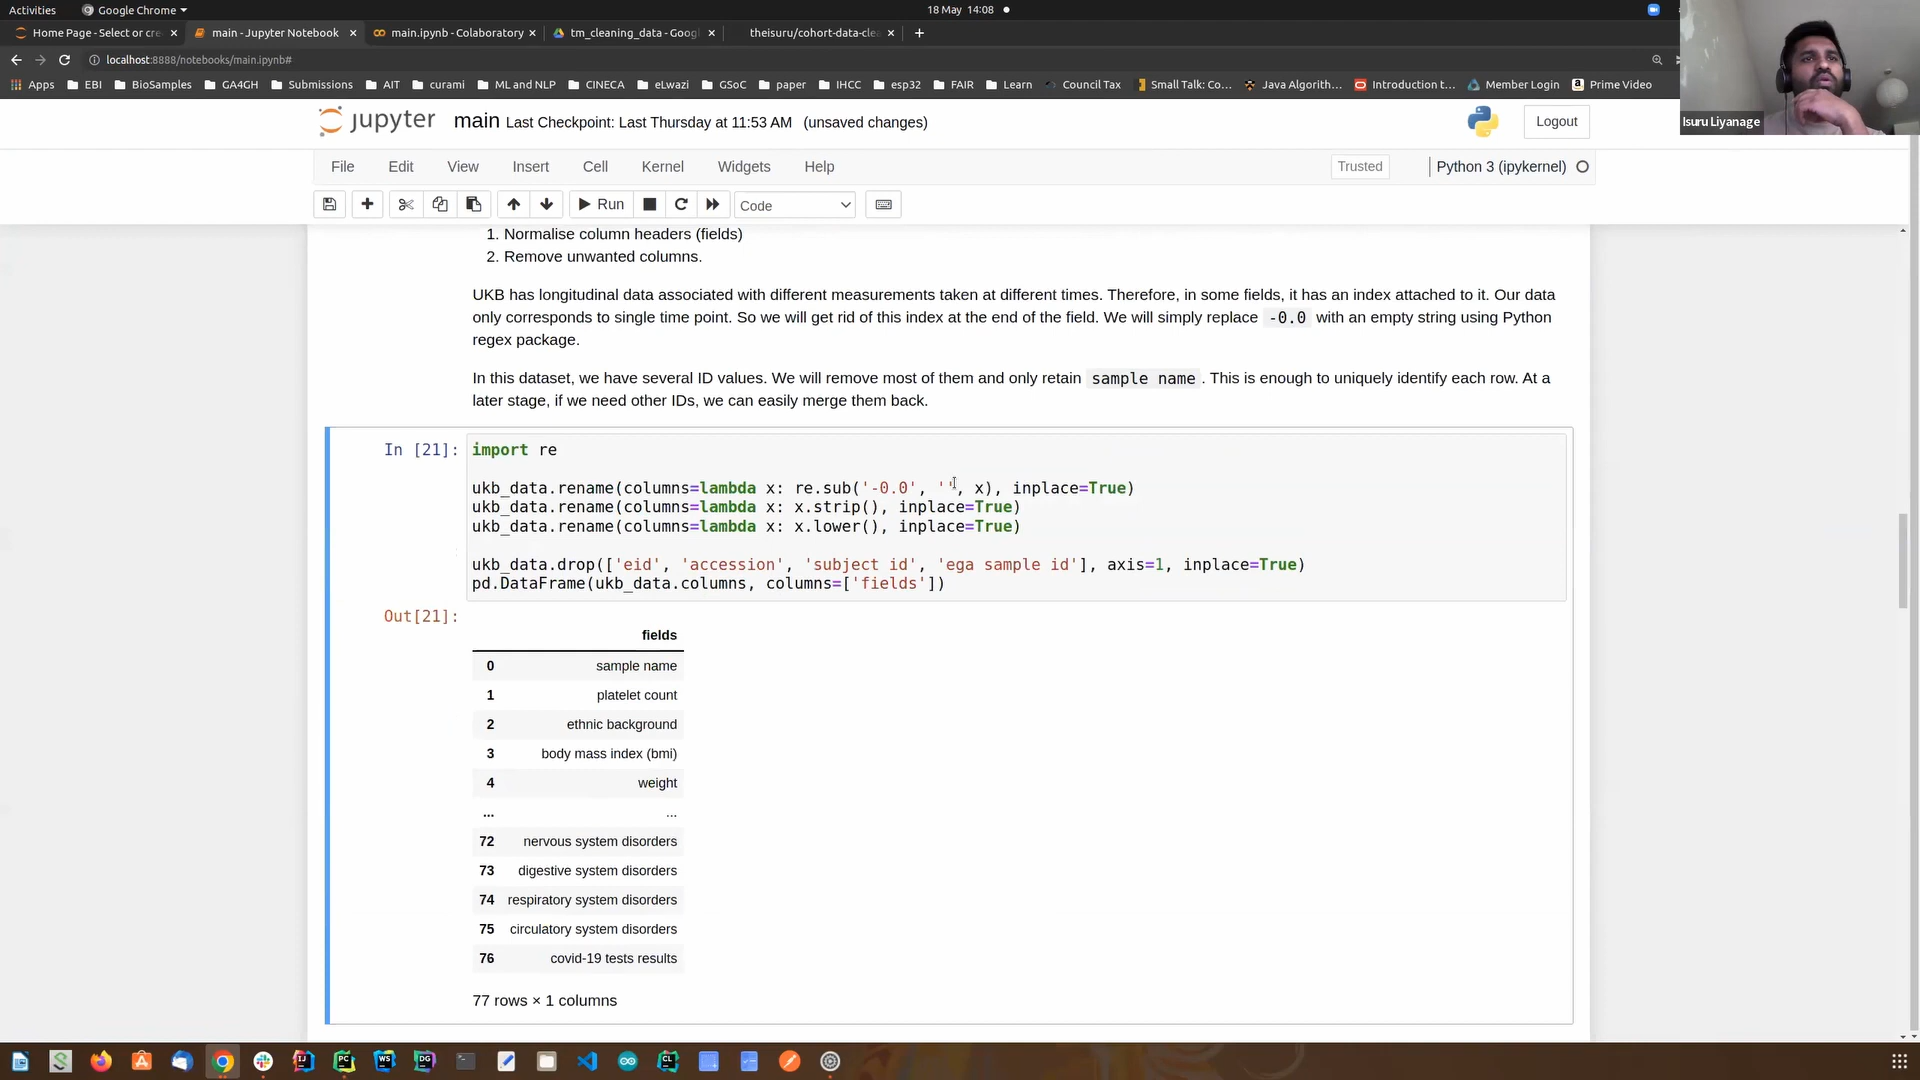 Activities
Google Chrome
18 May 14:08
Home Page - Select or cre
main - Jupyter Notebook
main.ipynb - Colaboratory
tm_cleaning_data - Goog
theisuru/cohort-data-clea
localhost:8888/notebooks/main.ipynb#
Apps
EBI
BioSamples
GA4GH
Submissions
AIT
curami
ML and NLP
CINECA
eLwazi
GSoC
paper
IHCC
esp32
FAIR
Learn
Council Tax
Small Talk: Co...
Java Algorith...
Introduction t...
Member Login
Prime Video
Isuru Liyanage
jupyter main Last Checkpoint: Last Thursday at 11:53 AM (unsaved changes)
Logout
File Edit View Insert Cell Kernel Widgets Help
Trusted
Python 3 (ipykernel)
Run
Code
1. Normalise column headers (fields)
2. Remove unwanted columns.
UKB has longitudinal data associated with different measurements taken at different times. Therefore, in some fields, it has an index attached to it. Our data
only corresponds to single time point. So we will get rid of this index at the end of the field. We will simply replace -0.0 with an empty string using Python
regex package.
In this dataset, we have several ID values. We will remove most of them and only retain sample name . This is enough to uniquely identify each row. At a
later stage, if we need other IDs, we can easily merge them back.
In [21]:
import re
ukb_data.rename(columns=lambda x: re.sub('-0.0', '', x), inplace=True)
ukb_data.rename(columns=lambda x: x.strip(), inplace=True)
ukb_data.rename(columns=lambda x: x.lower(), inplace=True)
ukb_data.drop(['eid', 'accession', 'subject id', 'ega sample id'], axis=1, inplace=True)
pd.DataFrame(ukb_data.columns, columns=['fields'])
Out[21]:
fields
0 sample name
1 platelet count
2 ethnic background
3 body mass index (bmi)
4 weight
... ...
72 nervous system disorders
73 digestive system disorders
74 respiratory system disorders
75 circulatory system disorders
76 covid-19 tests results
77 rows × 1 columns